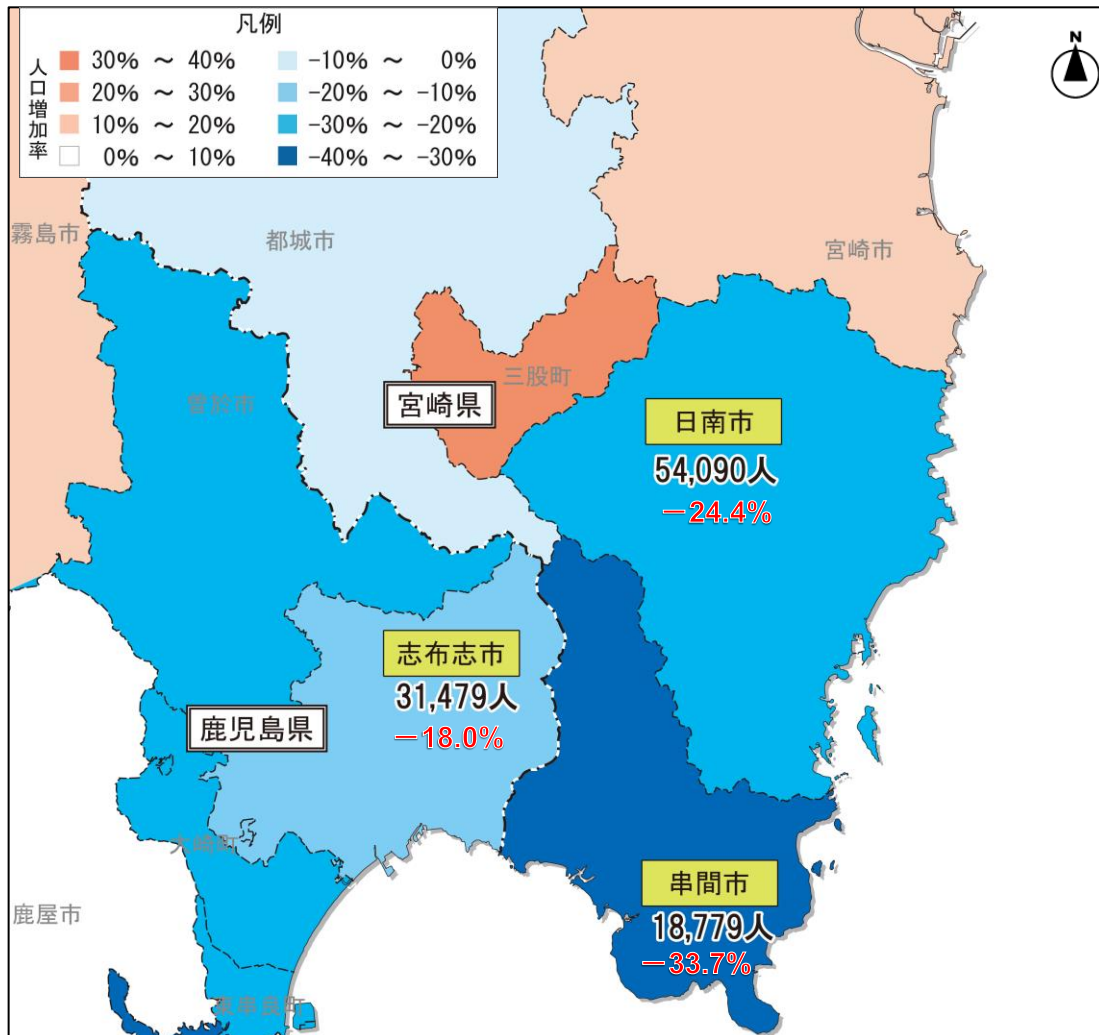 凡例
人口増加率
30% ～ 40%
20% ～ 30%
10% ～ 20%
0% ～ 10%
-10% ～ 0%
-20% ～ -10%
-30% ～ -20%
-40% ～ -30%
N
霧島市
都城市
宮崎市
三股町
宮崎県
曽於市
日南市
54,090人
－24.4%
志布志市
31,479人
－18.0%
鹿児島県
大崎町
串間市
18,779人
－33.7%
鹿屋市
東串良町